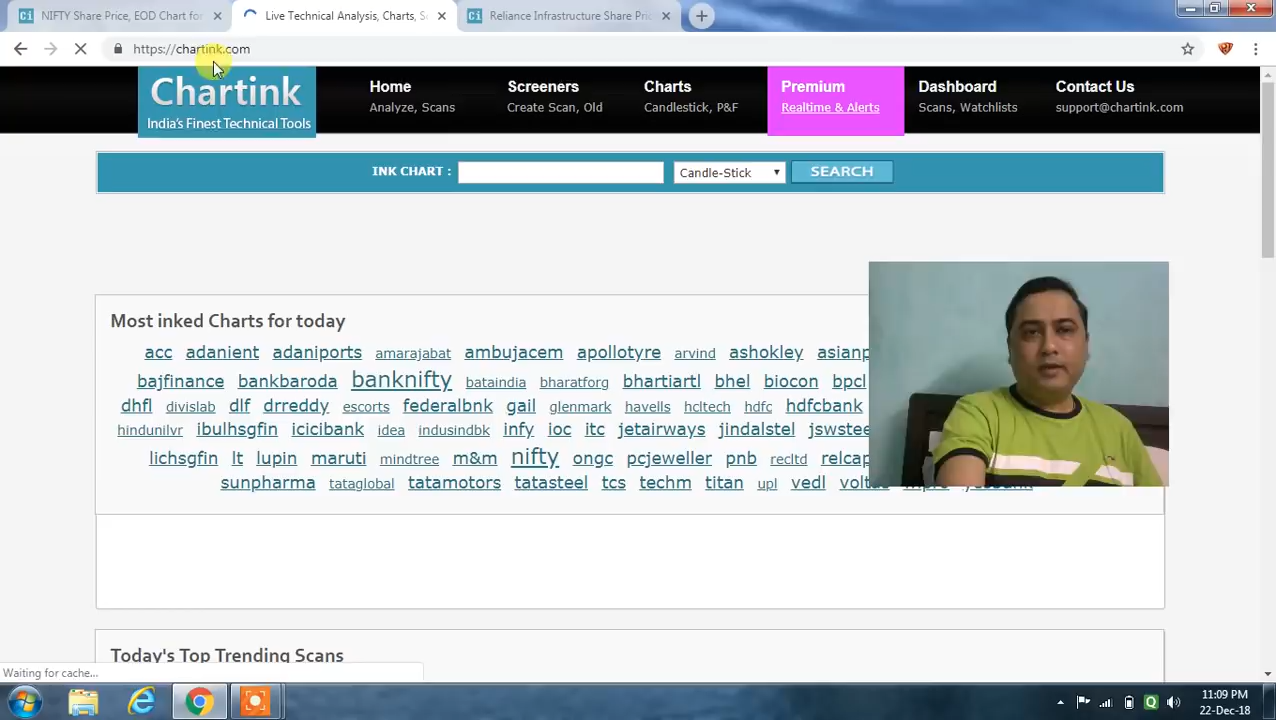 NIFTY Share Price, EOD Chart for
Live Technical Analysis, Charts, S
Reliance Infrastructure Share Pric
https://chartink.com
Chartink
India's Finest Technical Tools
Home
Analyze, Scans
Screeners
Create Scan, Old
Charts
Candlestick, P&F
Premium
Realtime & Alerts
Dashboard
Scans, Watchlists
Contact Us
support@chartink.com
INK CHART :
Candle-Stick
SEARCH
Most inked Charts for today
acc adanient adaniports amarajabat ambujacem apollotyre arvind ashokley asianp
bajfinance bankbaroda banknifty bataindia bharatforg bhartiartl bhel biocon bpcl
dhfl divislab dlf drreddy escorts federalbnk gail glenmark havells hcltech hdfc hdfcbank
hindunilvr ibulhsgfin icicibank idea indusindbk infy ioc itc jetairways jindalstel jswstee
lichsgfin lt lupin maruti mindtree m&m nifty ongc pcjeweller pnb recltd relcap
sunpharma tataglobal tatamotors tatasteel tcs techm titan upl vedl voltas
Today's Top Trending Scans
Waiting for cache...
11:09 PM
22-Dec-18